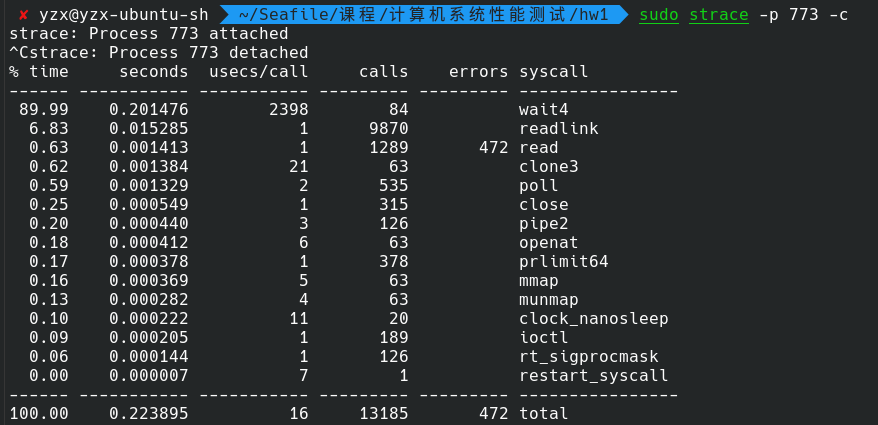 ✘ yzx@yzx-ubuntu-sh ~/Seafile/课程/计算机系统性能测试/hw1 sudo strace -p 773 -c
strace: Process 773 attached
^Cstrace: Process 773 detached
% time     seconds  usecs/call     calls    errors syscall
------ ----------- ----------- --------- --------- ----------------
 89.99    0.201476        2398        84           wait4
  6.83    0.015285           1      9870           readlink
  0.63    0.001413           1      1289       472 read
  0.62    0.001384          21        63           clone3
  0.59    0.001329           2       535           poll
  0.25    0.000549           1       315           close
  0.20    0.000440           3       126           pipe2
  0.18    0.000412           6        63           openat
  0.17    0.000378           1       378           prlimit64
  0.16    0.000369           5        63           mmap
  0.13    0.000282           4        63           munmap
  0.10    0.000222          11        20           clock_nanosleep
  0.09    0.000205           1       189           ioctl
  0.06    0.000144           1       126           rt_sigprocmask
  0.00    0.000007           7         1           restart_syscall
------ ----------- ----------- --------- --------- ----------------
100.00    0.223895          16     13185       472 total